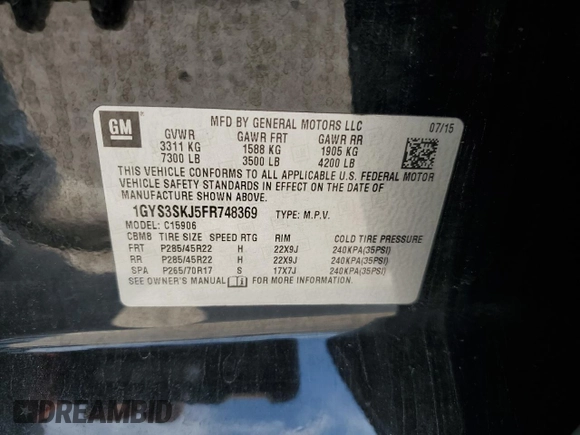 GM
MFD BY GENERAL MOTORS LLC
07/15
GVWR GAWR FRT GAWR RR
3311 KG 1588 KG 1905 KG
7300 LB 3500 LB 4200 LB
THIS VEHICLE CONFORMS TO ALL APPLICABLE U.S. FEDERAL MOTOR
VEHICLE SAFETY STANDARDS IN EFFECT ON THE DATE OF
MANUFACTURE SHOWN ABOVE.
1GYS3SKJ5FR748369 TYPE: M.P.V.
MODEL: C15906
CBMB TIRE SIZE SPEED RTG RIM COLD TIRE PRESSURE
FRT P285/45R22 H 22X9J 240KPA(35PSI)
RR P285/45R22 H 22X9J 240KPA(35PSI)
SPA P265/70R17 S 17X7J 240KPA(35PSI)
SEE OWNER'S MANUAL FOR MORE INFORMATION
DREAMBID